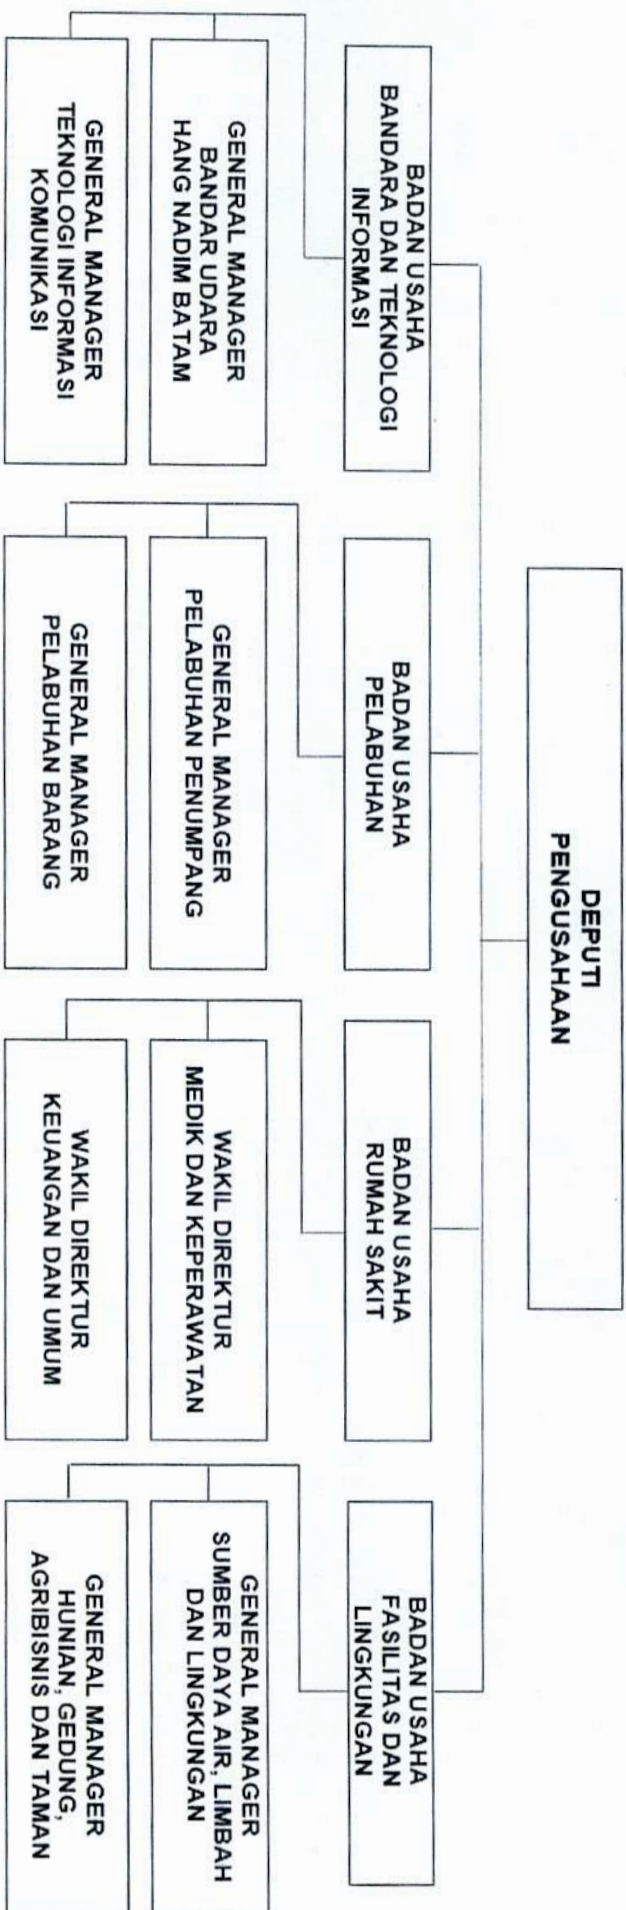 DEPUTI
PENGUSAHAAN
BADAN USAHA
BANDARA DAN TEKNOLOGI
INFORMASI
BADAN USAHA
PELABUHAN
BADAN USAHA
RUMAH SAKIT
BADAN USAHA
FASILITAS DAN
LINGKUNGAN
GENERAL MANAGER
BANDAR UDARA
HANG NADIM BATAM
GENERAL MANAGER
PELABUHAN PENUMPANG
WAKIL DIREKTUR
MEDIK DAN KEPERAWATAN
GENERAL MANAGER
SUMBER DAYA AIR, LIMBAH
DAN LINGKUNGAN
GENERAL MANAGER
TEKNOLOGI INFORMASI
KOMUNIKASI
GENERAL MANAGER
PELABUHAN BARANG
WAKIL DIREKTUR
KEUANGAN DAN UMUM
GENERAL MANAGER
HUNIAN, GEDUNG,
AGRIBISNIS DAN TAMAN